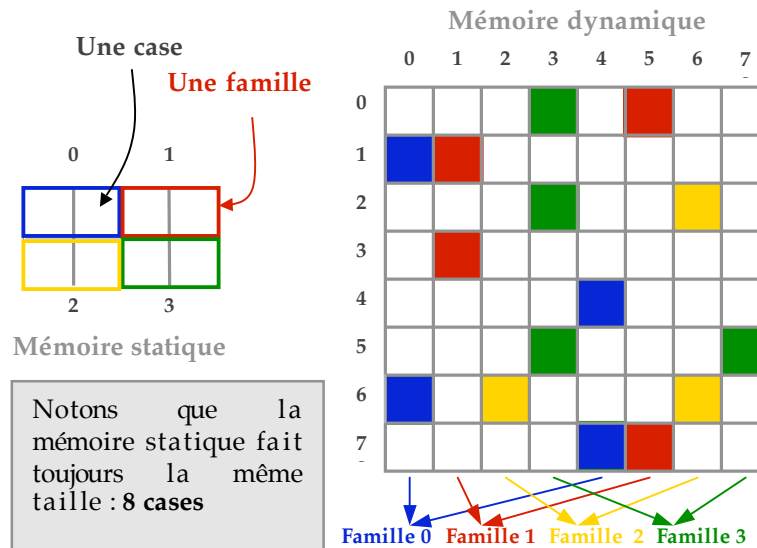 Mémoire dynamique
Une case
Une famille
0 1 2 3 4 5 6 7
0
1
2
3
4
5
6
7
0 1
2 3
Mémoire statique
Notons que la
mémoire statique fait
toujours la même
taille : 8 cases
Famille 0 Famille 1 Famille 2 Famille 3